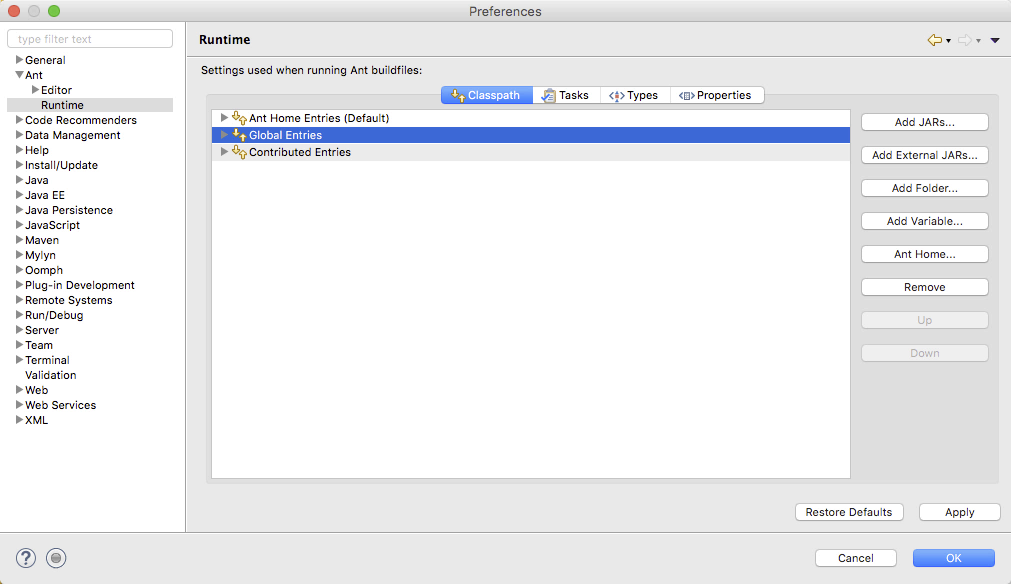 Preferences
type filter text
General
Ant
Editor
Runtime
Code Recommenders
Data Management
Help
Install/Update
Java
Java EE
Java Persistence
JavaScript
Maven
Mylyn
Oomph
Plug-in Development
Remote Systems
Run/Debug
Server
Team
Terminal
Validation
Web
Web Services
XML
Runtime
Settings used when running Ant buildfiles:
Classpath Tasks Types Properties
Ant Home Entries (Default)
Global Entries
Contributed Entries
Add JARs...
Add External JARs...
Add Folder...
Add Variable...
Ant Home...
Remove
Up
Down
Restore Defaults Apply
? Cancel OK